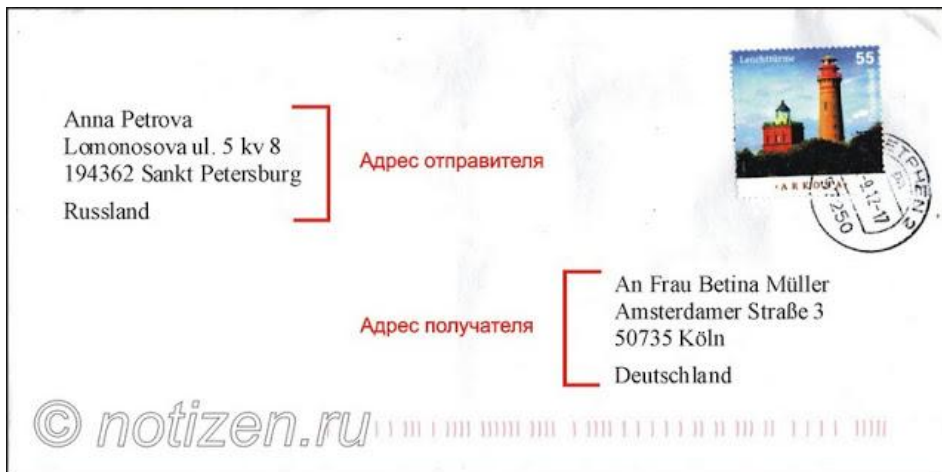 Leuchttürme 55
Anna Petrova
Lomonosova ul. 5 kv 8
194362 Sankt Petersburg
Russland
Адрес отправителя
ARKONA
An Frau Betina Müller
Amsterdamer Straße 3
50735 Köln
Deutschland
Адрес получателя
© notizen.ru